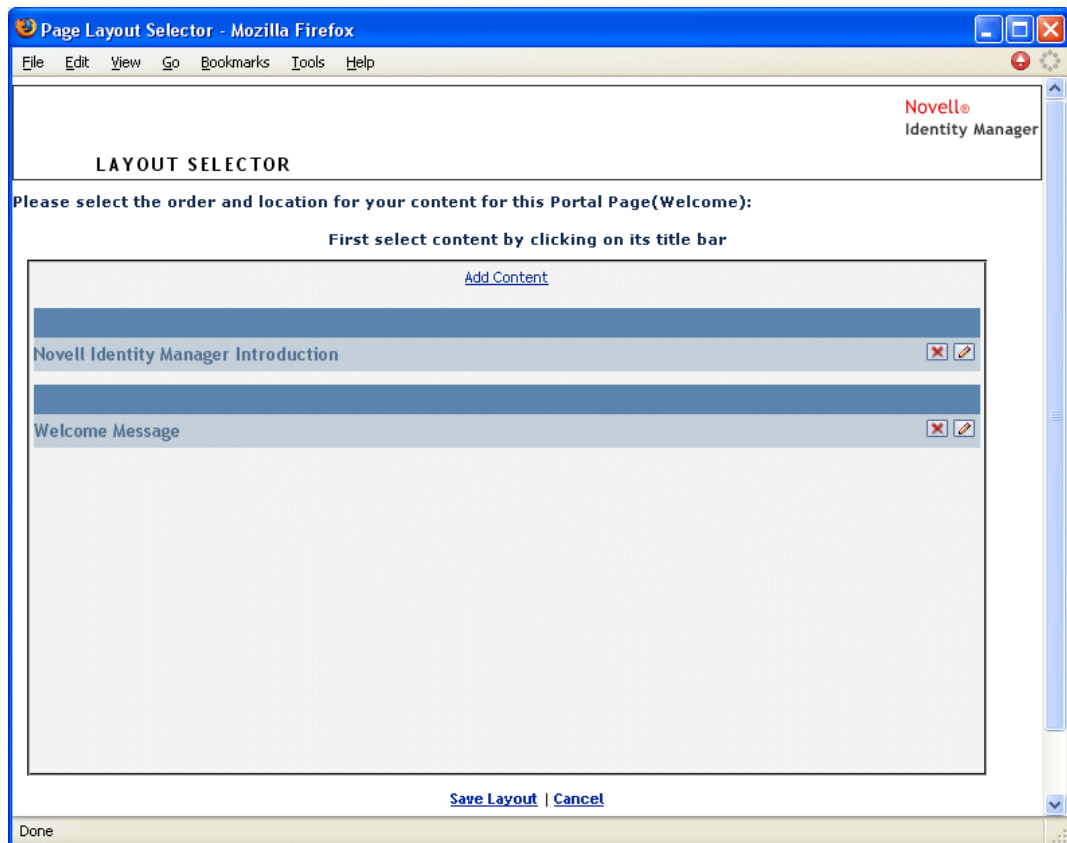 Page Layout Selector - Mozilla Firefox
File Edit View Go Bookmarks Tools Help
Novell®
Identity Manager
LAYOUT SELECTOR
Please select the order and location for your content for this Portal Page(Welcome):
First select content by clicking on its title bar
Add Content
Novell Identity Manager Introduction
Welcome Message
Save Layout | Cancel
Done